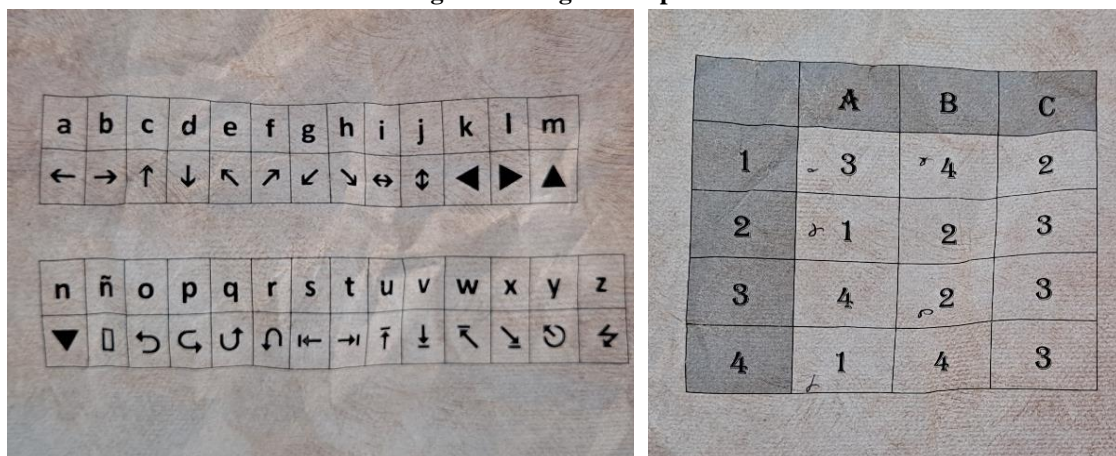 a b c d e f g h i j k l m
← → ↑ ↓ ↖ ↗ ↙ ↘ ↔ ↕ ◀ ▶ ▲
n ñ o p q r s t u v w x y z
A B C
1 3 4 2
2 1 2 3
3 4 2 3
4 1 4 3